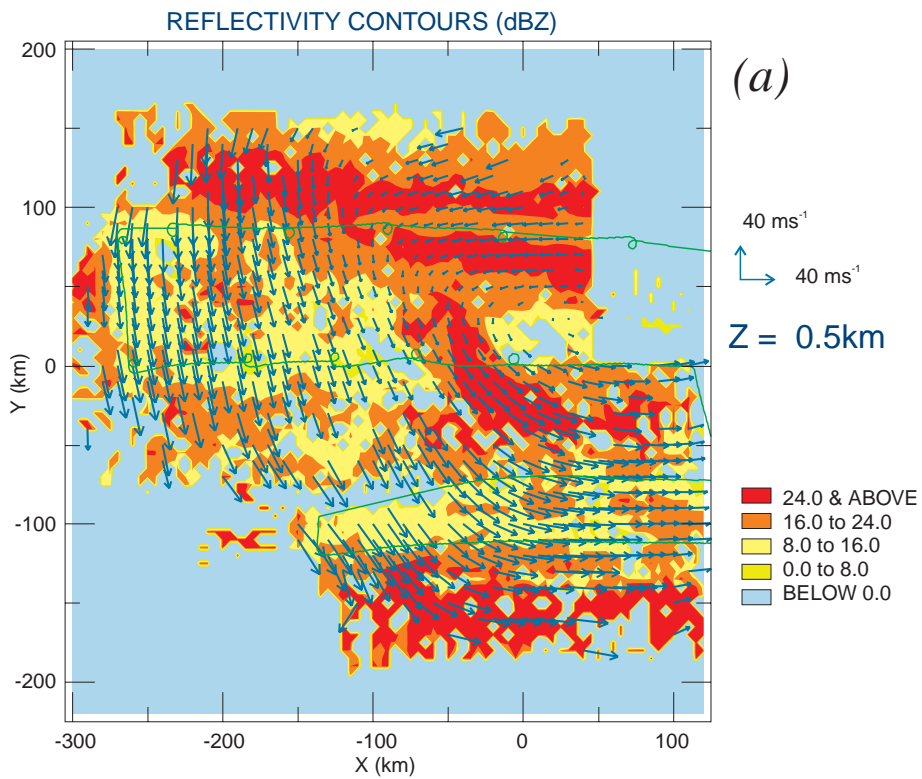 REFLECTIVITY CONTOURS (dBZ)
(a)
200
100
0
-100
-200
Y (km)
-300
-200
-100
0
100
X (km)
40 ms⁻¹
40 ms⁻¹
Z = 0.5km
24.0 & ABOVE
16.0 to 24.0
8.0 to 16.0
0.0 to 8.0
BELOW 0.0